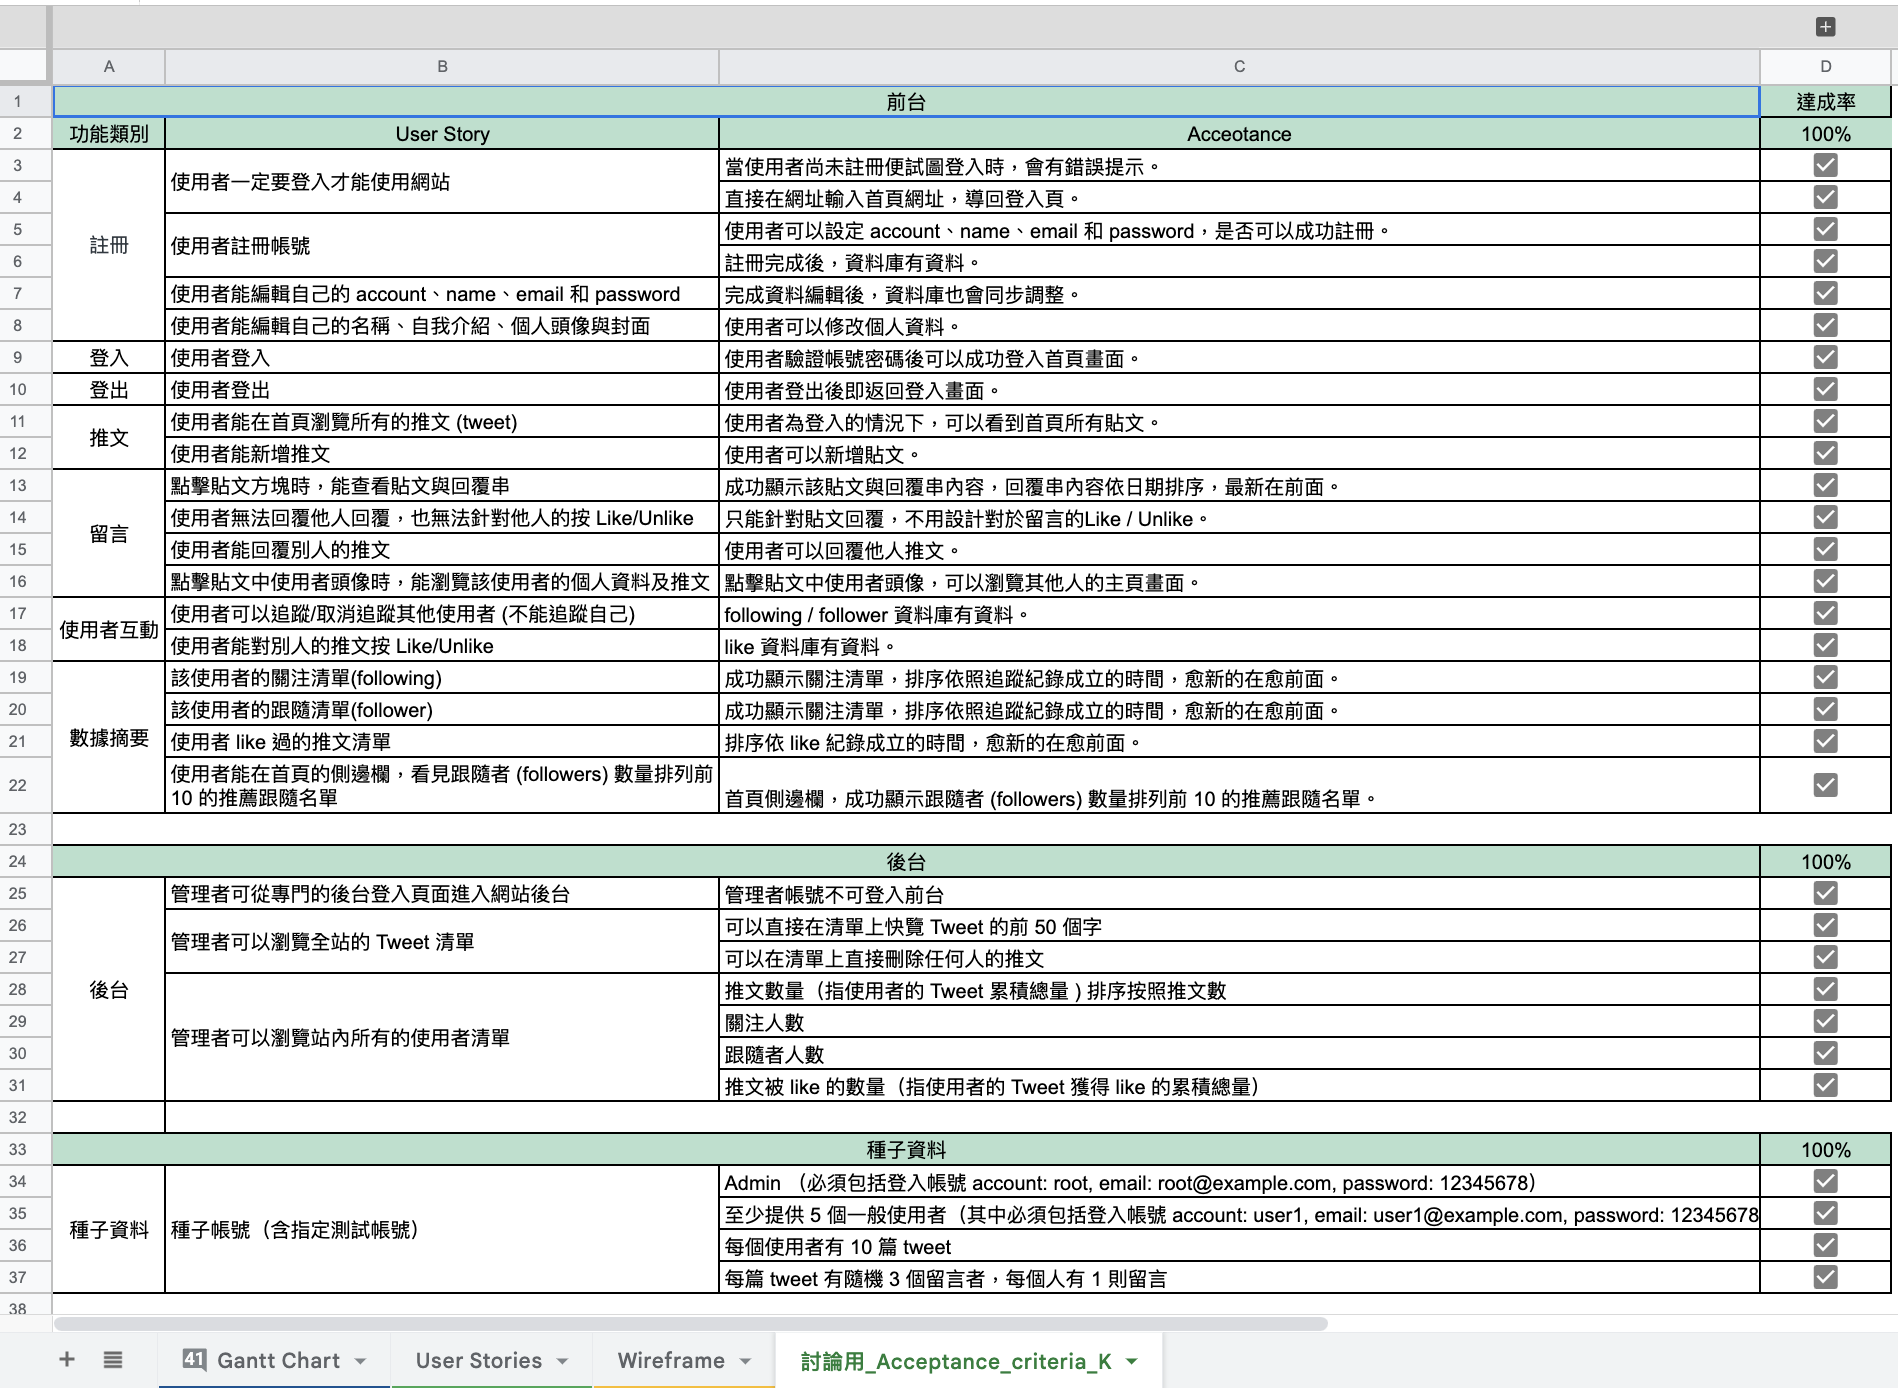 A B C D
1 前台 達成率
2 功能類別 User Story Acceotance 100%
3 註冊 使用者一定要登入才能使用網站 當使用者尚未註冊便試圖登入時，會有錯誤提示。
4 直接在網址輸入首頁網址，導回登入頁。
5 使用者註冊帳號 使用者可以設定 account、name、email 和 password，是否可以成功註冊。
6 註冊完成後，資料庫有資料。
7 使用者能編輯自己的 account、name、email 和 password 完成資料編輯後，資料庫也會同步調整。
8 使用者能編輯自己的名稱、自我介紹、個人頭像與封面 使用者可以修改個人資料。
9 登入 使用者登入 使用者驗證帳號密碼後可以成功登入首頁畫面。
10 登出 使用者登出 使用者登出後即返回登入畫面。
11 推文 使用者能在首頁瀏覽所有的推文 (tweet) 使用者為登入的情況下，可以看到首頁所有貼文。
12 使用者能新增推文 使用者可以新增貼文。
13 留言 點擊貼文方塊時，能查看貼文與回覆串 成功顯示該貼文與回覆串內容，回覆串內容依日期排序，最新在前面。
14 使用者無法回覆他人回覆，也無法針對他人的按 Like/Unlike 只能針對貼文回覆，不用設計對於留言的Like / Unlike。
15 使用者能回覆別人的推文 使用者可以回覆他人推文。
16 點擊貼文中使用者頭像時，能瀏覽該使用者的個人資料及推文 點擊貼文中使用者頭像，可以瀏覽其他人的主頁畫面。
17 使用者互動 使用者可以追蹤/取消追蹤其他使用者 (不能追蹤自己) following / follower 資料庫有資料。
18 使用者能對別人的推文按 Like/Unlike like 資料庫有資料。
19 數據摘要 該使用者的關注清單(following) 成功顯示關注清單，排序依照追蹤紀錄成立的時間，愈新的在愈前面。
20 該使用者的跟隨清單(follower) 成功顯示關注清單，排序依照追蹤紀錄成立的時間，愈新的在愈前面。
21 使用者 like 過的推文清單 排序依 like 紀錄成立的時間，愈新的在愈前面。
22 使用者能在首頁的側邊欄，看見跟隨者 (followers) 數量排列前
10 的推薦跟隨名單 首頁側邊欄，成功顯示跟隨者 (followers) 數量排列前 10 的推薦跟隨名單。
23
24 後台 100%
25 後台 管理者可從專門的後台登入頁面進入網站後台 管理者帳號不可登入前台
26 管理者可以瀏覽全站的 Tweet 清單 可以直接在清單上快覽 Tweet 的前 50 個字
27 可以在清單上直接刪除任何人的推文
28 管理者可以瀏覽站內所有的使用者清單 推文數量（指使用者的 Tweet 累積總量 ) 排序按照推文數
29 關注人數
30 跟隨者人數
31 推文被 like 的數量（指使用者的 Tweet 獲得 like 的累積總量）
32
33 種子資料 100%
34 種子資料 種子帳號（含指定測試帳號） Admin （必須包括登入帳號 account: root, email: root@example.com, password: 12345678）
35 至少提供 5 個一般使用者（其中必須包括登入帳號 account: user1, email: user1@example.com, password: 12345678
36 每個使用者有 10 篇 tweet
37 每篇 tweet 有隨機 3 個留言者，每個人有 1 則留言
38
41 Gantt Chart User Stories Wireframe 討論用_Acceptance_criteria_K